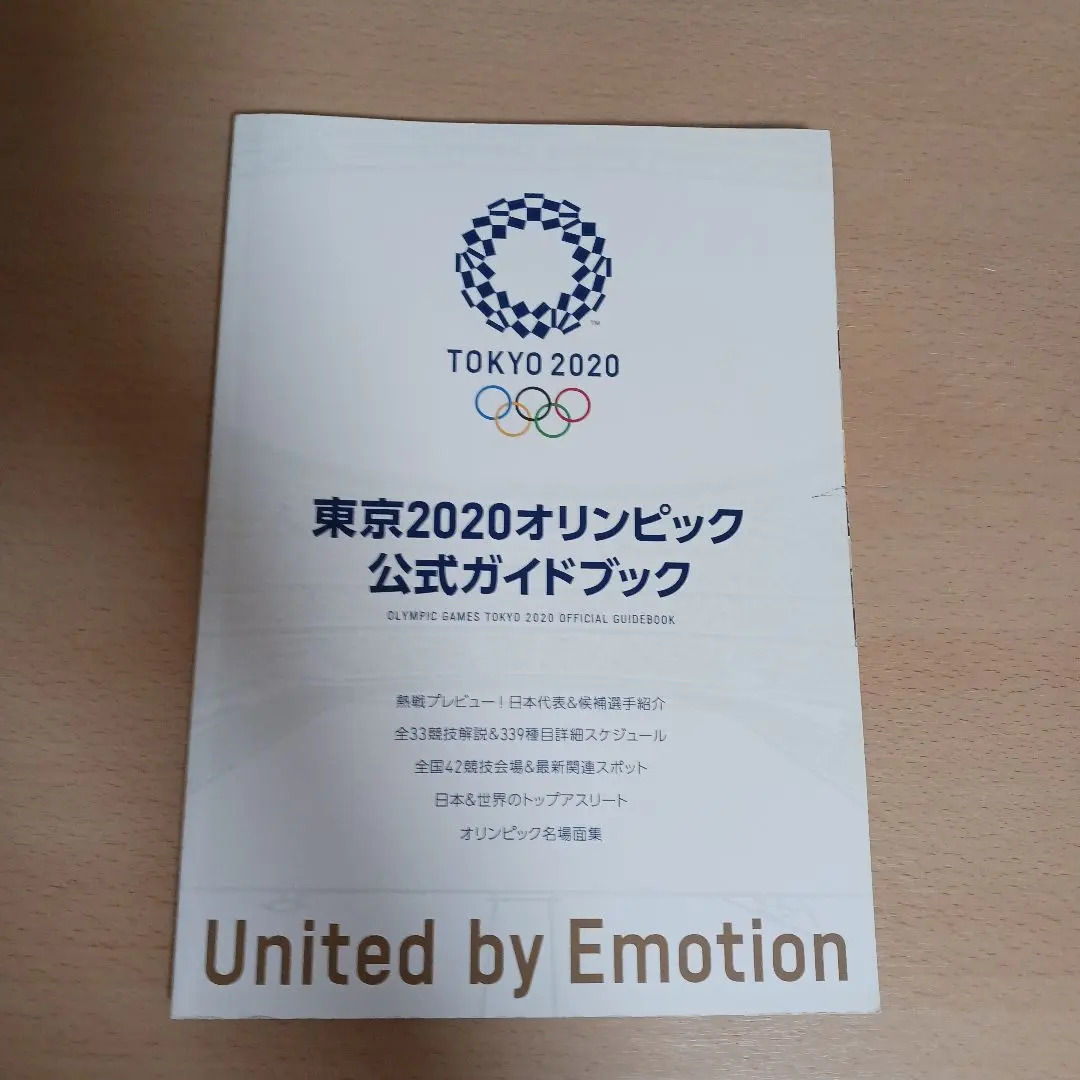 TM
TOKYO 2020
東京2020オリンピック
公式ガイドブック
OLYMPIC GAMES TOKYO 2020 OFFICIAL GUIDEBOOK
熱戦プレビュー！日本代表&候補選手紹介
全33競技解説&339種目詳細スケジュール
全国42競技会場&最新関連スポット
日本&世界のトップアスリート
オリンピック名場面集
United by Emotion